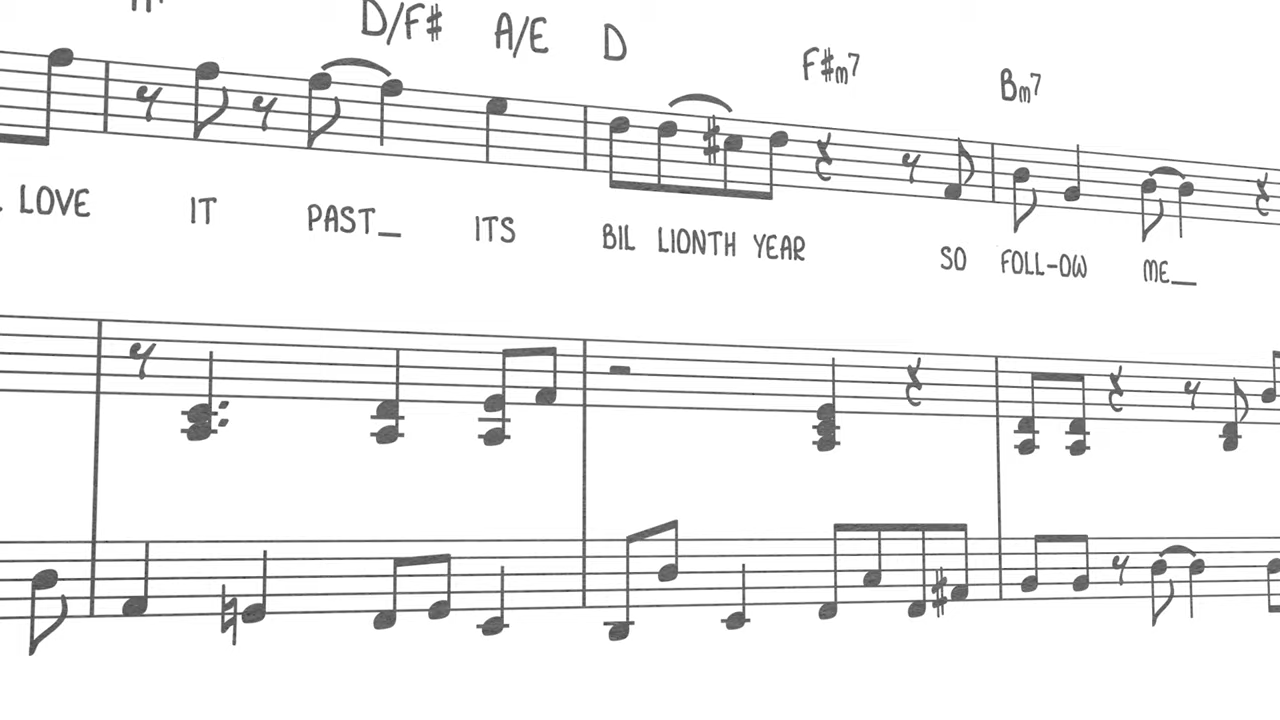 D/F# A/E D F#m7 Bm7
LOVE IT PAST_ ITS BIL LIONTH YEAR SO FOLL-OW ME_